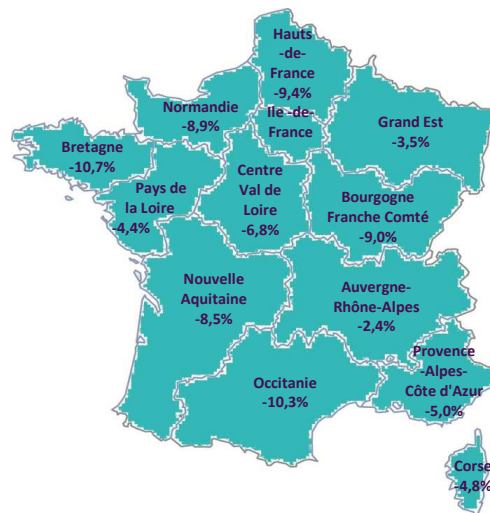 Hauts
-de-
France
-9,4%
Normandie
-8,9%
Ile -de-
France
Grand Est
-3,5%
Bretagne
-10,7%
Pays de
la Loire
-4,4%
Centre
Val de
Loire
-6,8%
Bourgogne
Franche Comté
-9,0%
Nouvelle
Aquitaine
-8,5%
Auvergne-
Rhône-Alpes
-2,4%
Provence
-Alpes-
Côte d'Azur
-5,0%
Occitanie
-10,3%
Corse
-4,8%